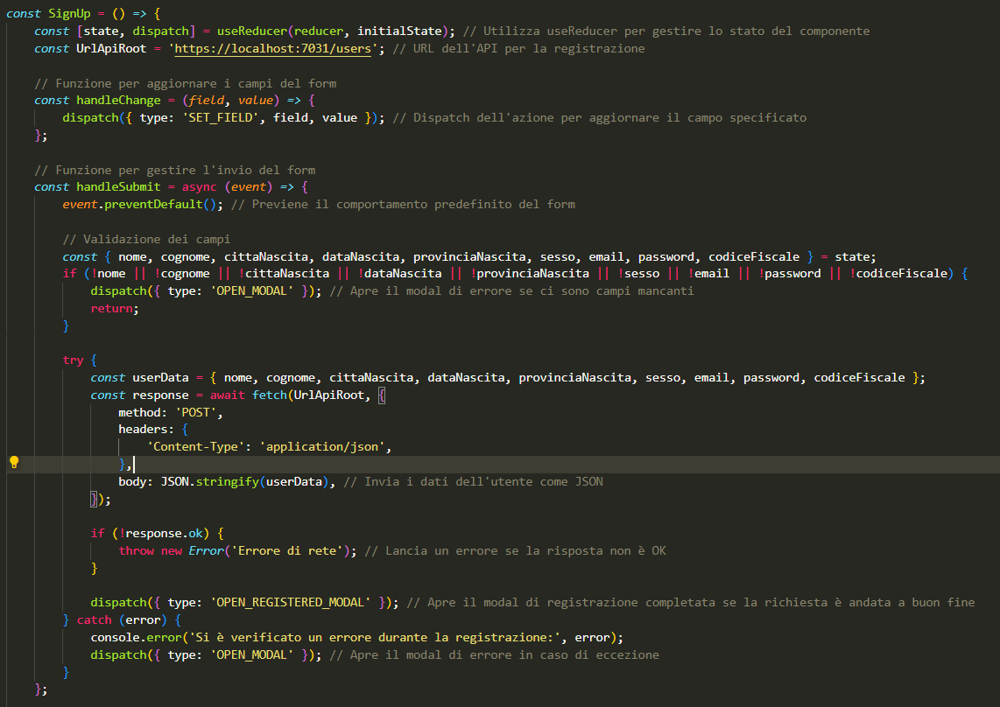 const SignUp = () => {
    const [state, dispatch] = useReducer(reducer, initialState); // Utilizza useReducer per gestire lo stato del componente
    const UrlApiRoot = 'https://localhost:7031/users'; // URL dell'API per la registrazione

    // Funzione per aggiornare i campi del form
    const handleChange = (field, value) => {
        dispatch({ type: 'SET_FIELD', field, value }); // Dispatch dell'azione per aggiornare il campo specificato
    };

    // Funzione per gestire l'invio del form
    const handleSubmit = async (event) => {
        event.preventDefault(); // Previene il comportamento predefinito del form

        // Validazione dei campi
        const { nome, cognome, cittaNascita, dataNascita, provinciaNascita, sesso, email, password, codiceFiscale } = state;
        if (!nome || !cognome || !cittaNascita || !dataNascita || !provinciaNascita || !sesso || !email || !password || !codiceFiscale) {
            dispatch({ type: 'OPEN_MODAL' }); // Apre il modal di errore se ci sono campi mancanti
            return;
        }

        try {
            const userData = { nome, cognome, cittaNascita, dataNascita, provinciaNascita, sesso, email, password, codiceFiscale };
            const response = await fetch(UrlApiRoot, {
                method: 'POST',
                headers: {
                    'Content-Type': 'application/json',
                },
                body: JSON.stringify(userData), // Invia i dati dell'utente come JSON
            });

            if (!response.ok) {
                throw new Error('Errore di rete'); // Lancia un errore se la risposta non è OK
            }

            dispatch({ type: 'OPEN_REGISTERED_MODAL' }); // Apre il modal di registrazione completata se la richiesta è andata a buon fine
        } catch (error) {
            console.error('Si è verificato un errore durante la registrazione:', error);
            dispatch({ type: 'OPEN_MODAL' }); // Apre il modal di errore in caso di eccezione
        }
    };